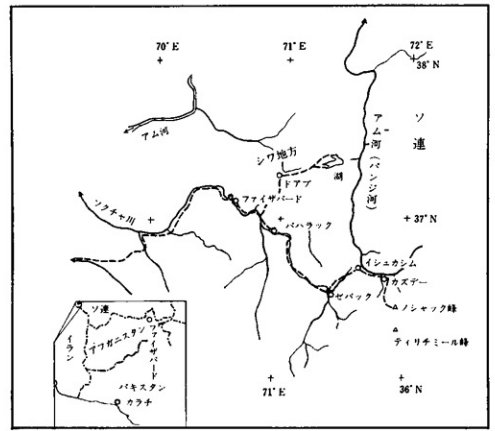 70°E
71°E
72°E
38°N
アム河
アム河(パンジ河)
ソ連
シワ地方
湖
ドアブ
ファイザバード
コクチャ川
37°N
バハラック
イシュカシム
カズデー
ゼバック
ノシャック峰
ティリチミール峰
71°E
36°N
ソ連
イラン
アフガニスタン
ファイザバード
パキスタン
カラチ